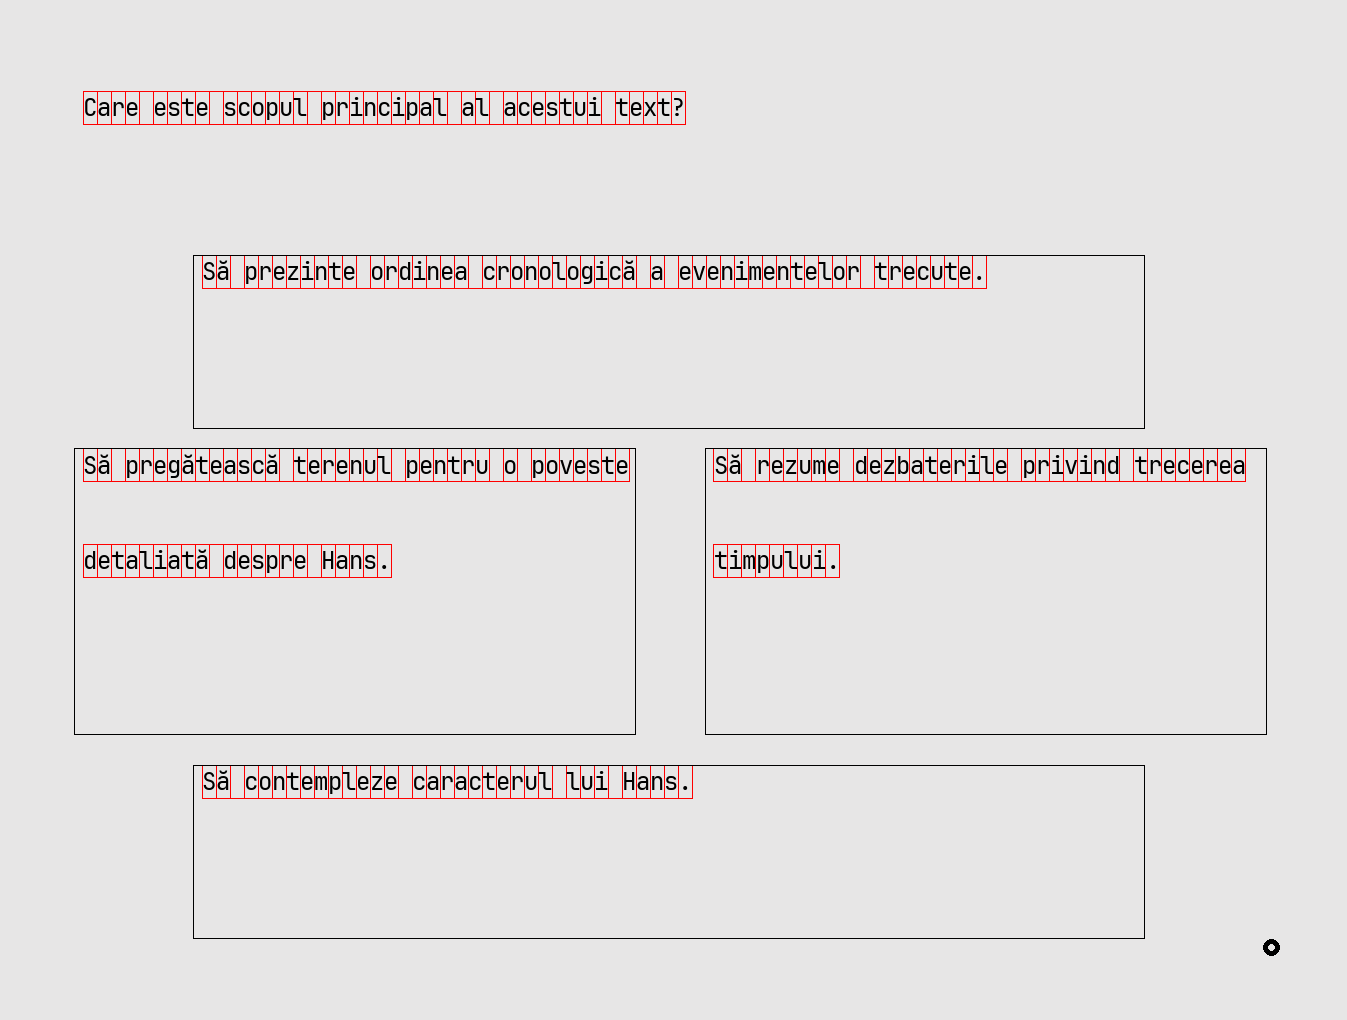 Care este scopul principal al acestui text?
Să prezinte ordinea cronologică a evenimentelor trecute.
Să pregătească terenul pentru o poveste
detaliată despre Hans.
Să rezume dezbaterile privind trecerea
timpului.
Să contempleze caracterul lui Hans.